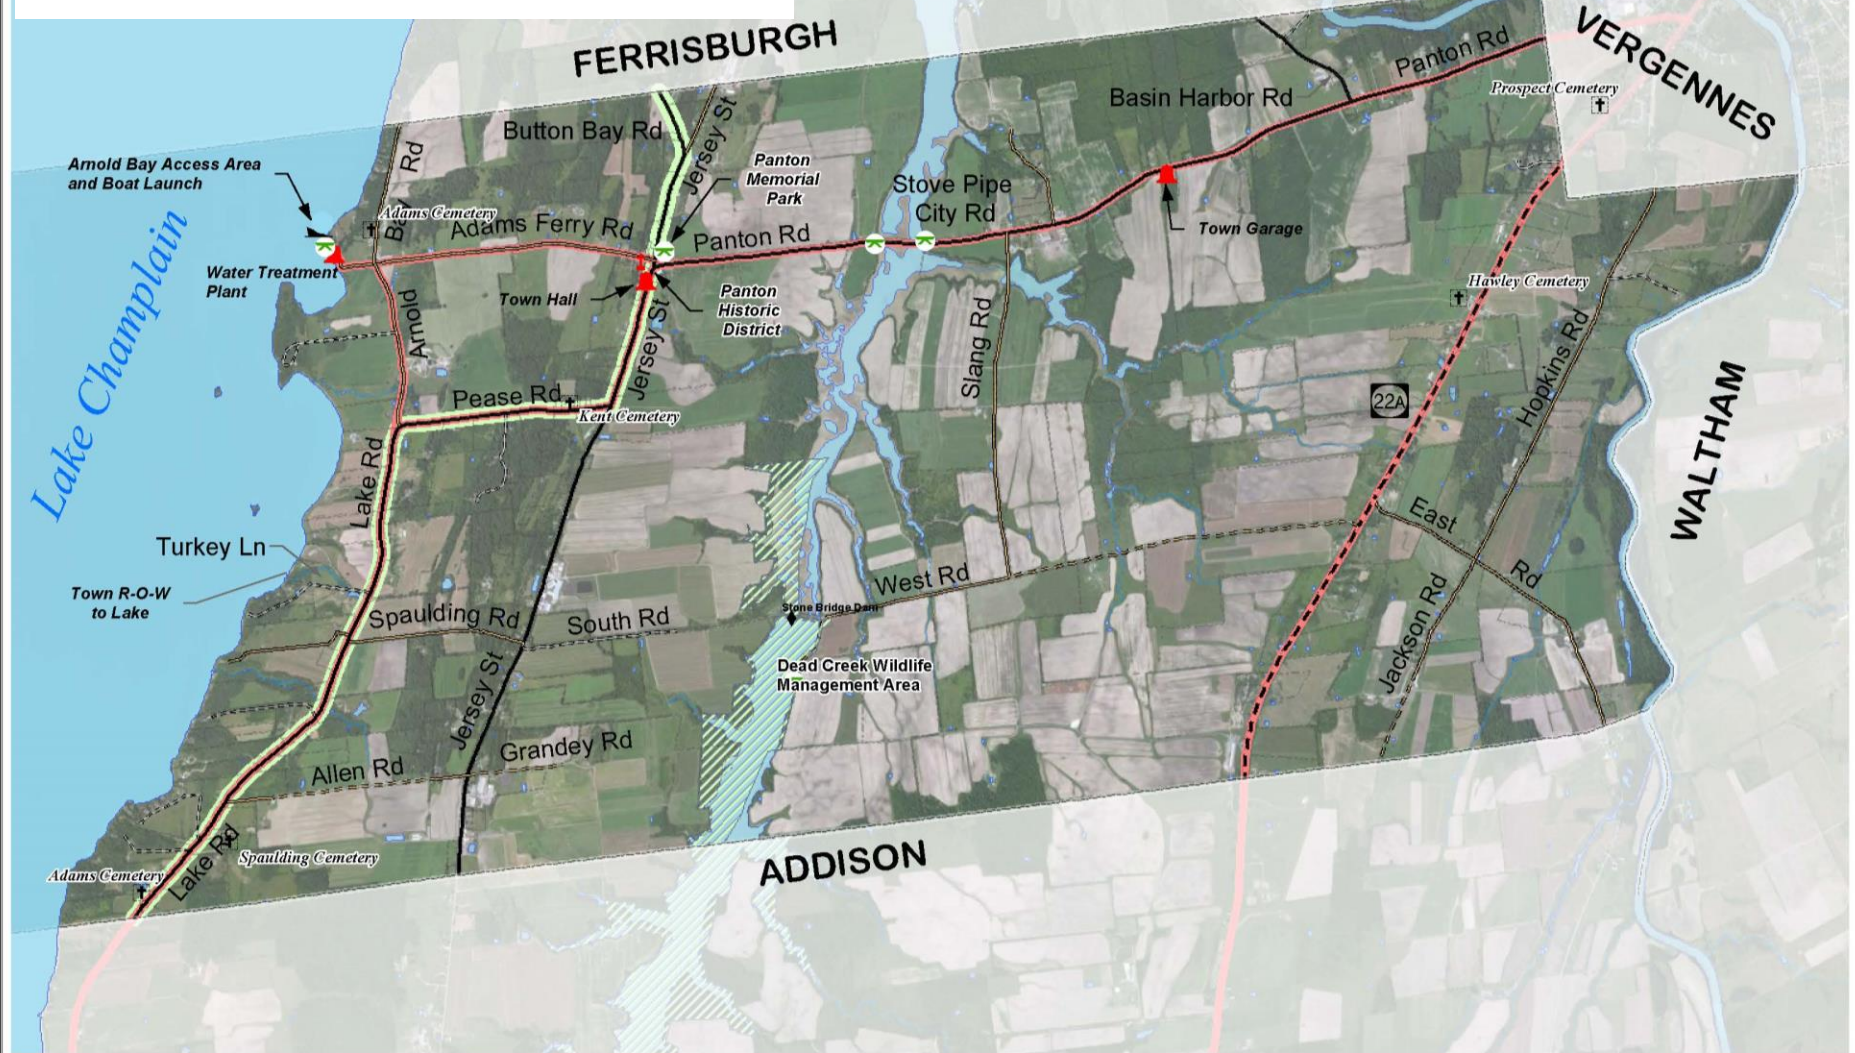 FERRISBURGH
VERGENNES
Panton Rd
Prospect Cemetery
Basin Harbor Rd
Button Bay Rd
Jersey St
Arnold Bay Access Area
and Boat Launch
Panton
Memorial
Park
Bay Rd
Adams Cemetery
Adams Ferry Rd
Stove Pipe
City Rd
Panton Rd
Town Garage
Water Treatment
Plant
Town Hall
Panton
Historic
District
Hawley Cemetery
Lake Champlain
Arnold
Jersey St
Slang Rd
Hopkins Rd
Pease Rd
Kent Cemetery
22A
WALTHAM
Lake Rd
East Rd
Turkey Ln
Town R-O-W
to Lake
West Rd
Stone Bridge Dam
Spaulding Rd
South Rd
Jackson Rd
Dead Creek Wildlife
Management Area
Jersey St
Grandey Rd
Allen Rd
Lake Rd
Spaulding Cemetery
Adams Cemetery
ADDISON